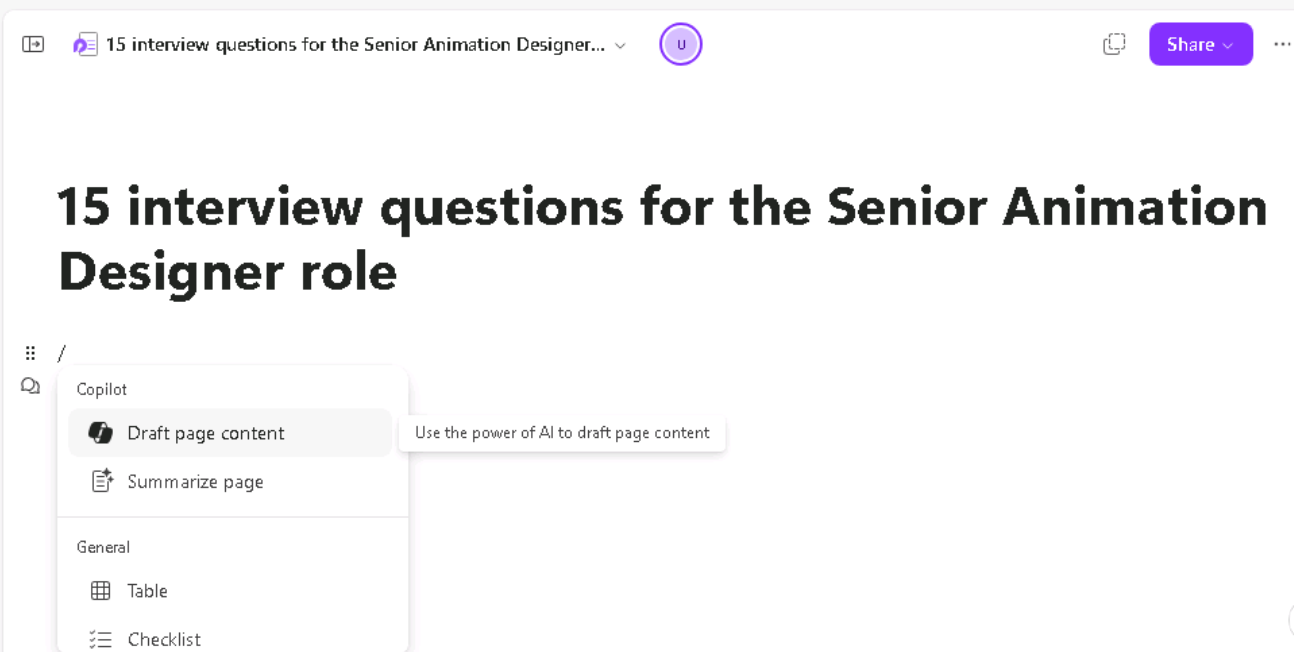 15 interview questions for the Senior Animation Designer...
U
Share
15 interview questions for the Senior Animation
Designer role
/
Copilot
Draft page content
Use the power of AI to draft page content
Summarize page
General
Table
Checklist